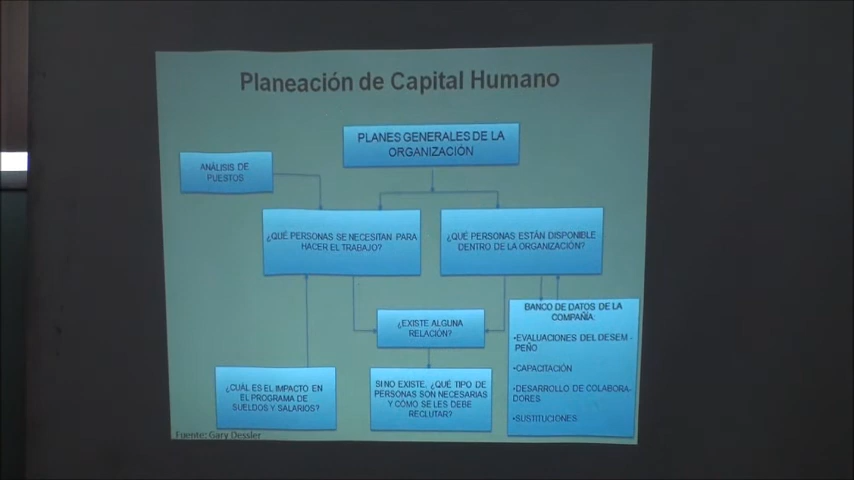 Planeación de Capital Humano
PLANES GENERALES DE LA
ORGANIZACIÓN
ANÁLISIS DE
PUESTOS
¿QUÉ PERSONAS SE NECESITAN PARA
HACER EL TRABAJO?
¿QUÉ PERSONAS ESTÁN DISPONIBLE
DENTRO DE LA ORGANIZACIÓN?
¿EXISTE ALGUNA
RELACIÓN?
BANCO DE DATOS DE LA
COMPAÑÍA:
•EVALUACIONES DEL DESEM-
PEÑO
•CAPACITACIÓN
•DESARROLLO DE COLABORA-
DORES
•SUSTITUCIONES
¿CUÁL ES EL IMPACTO EN
EL PROGRAMA DE
SUELDOS Y SALARIOS?
SI NO EXISTE, ¿QUÉ TIPO DE
PERSONAS SON NECESARIAS
Y CÓMO SE LES DEBE
RECLUTAR?
Fuente: Gary Dessler